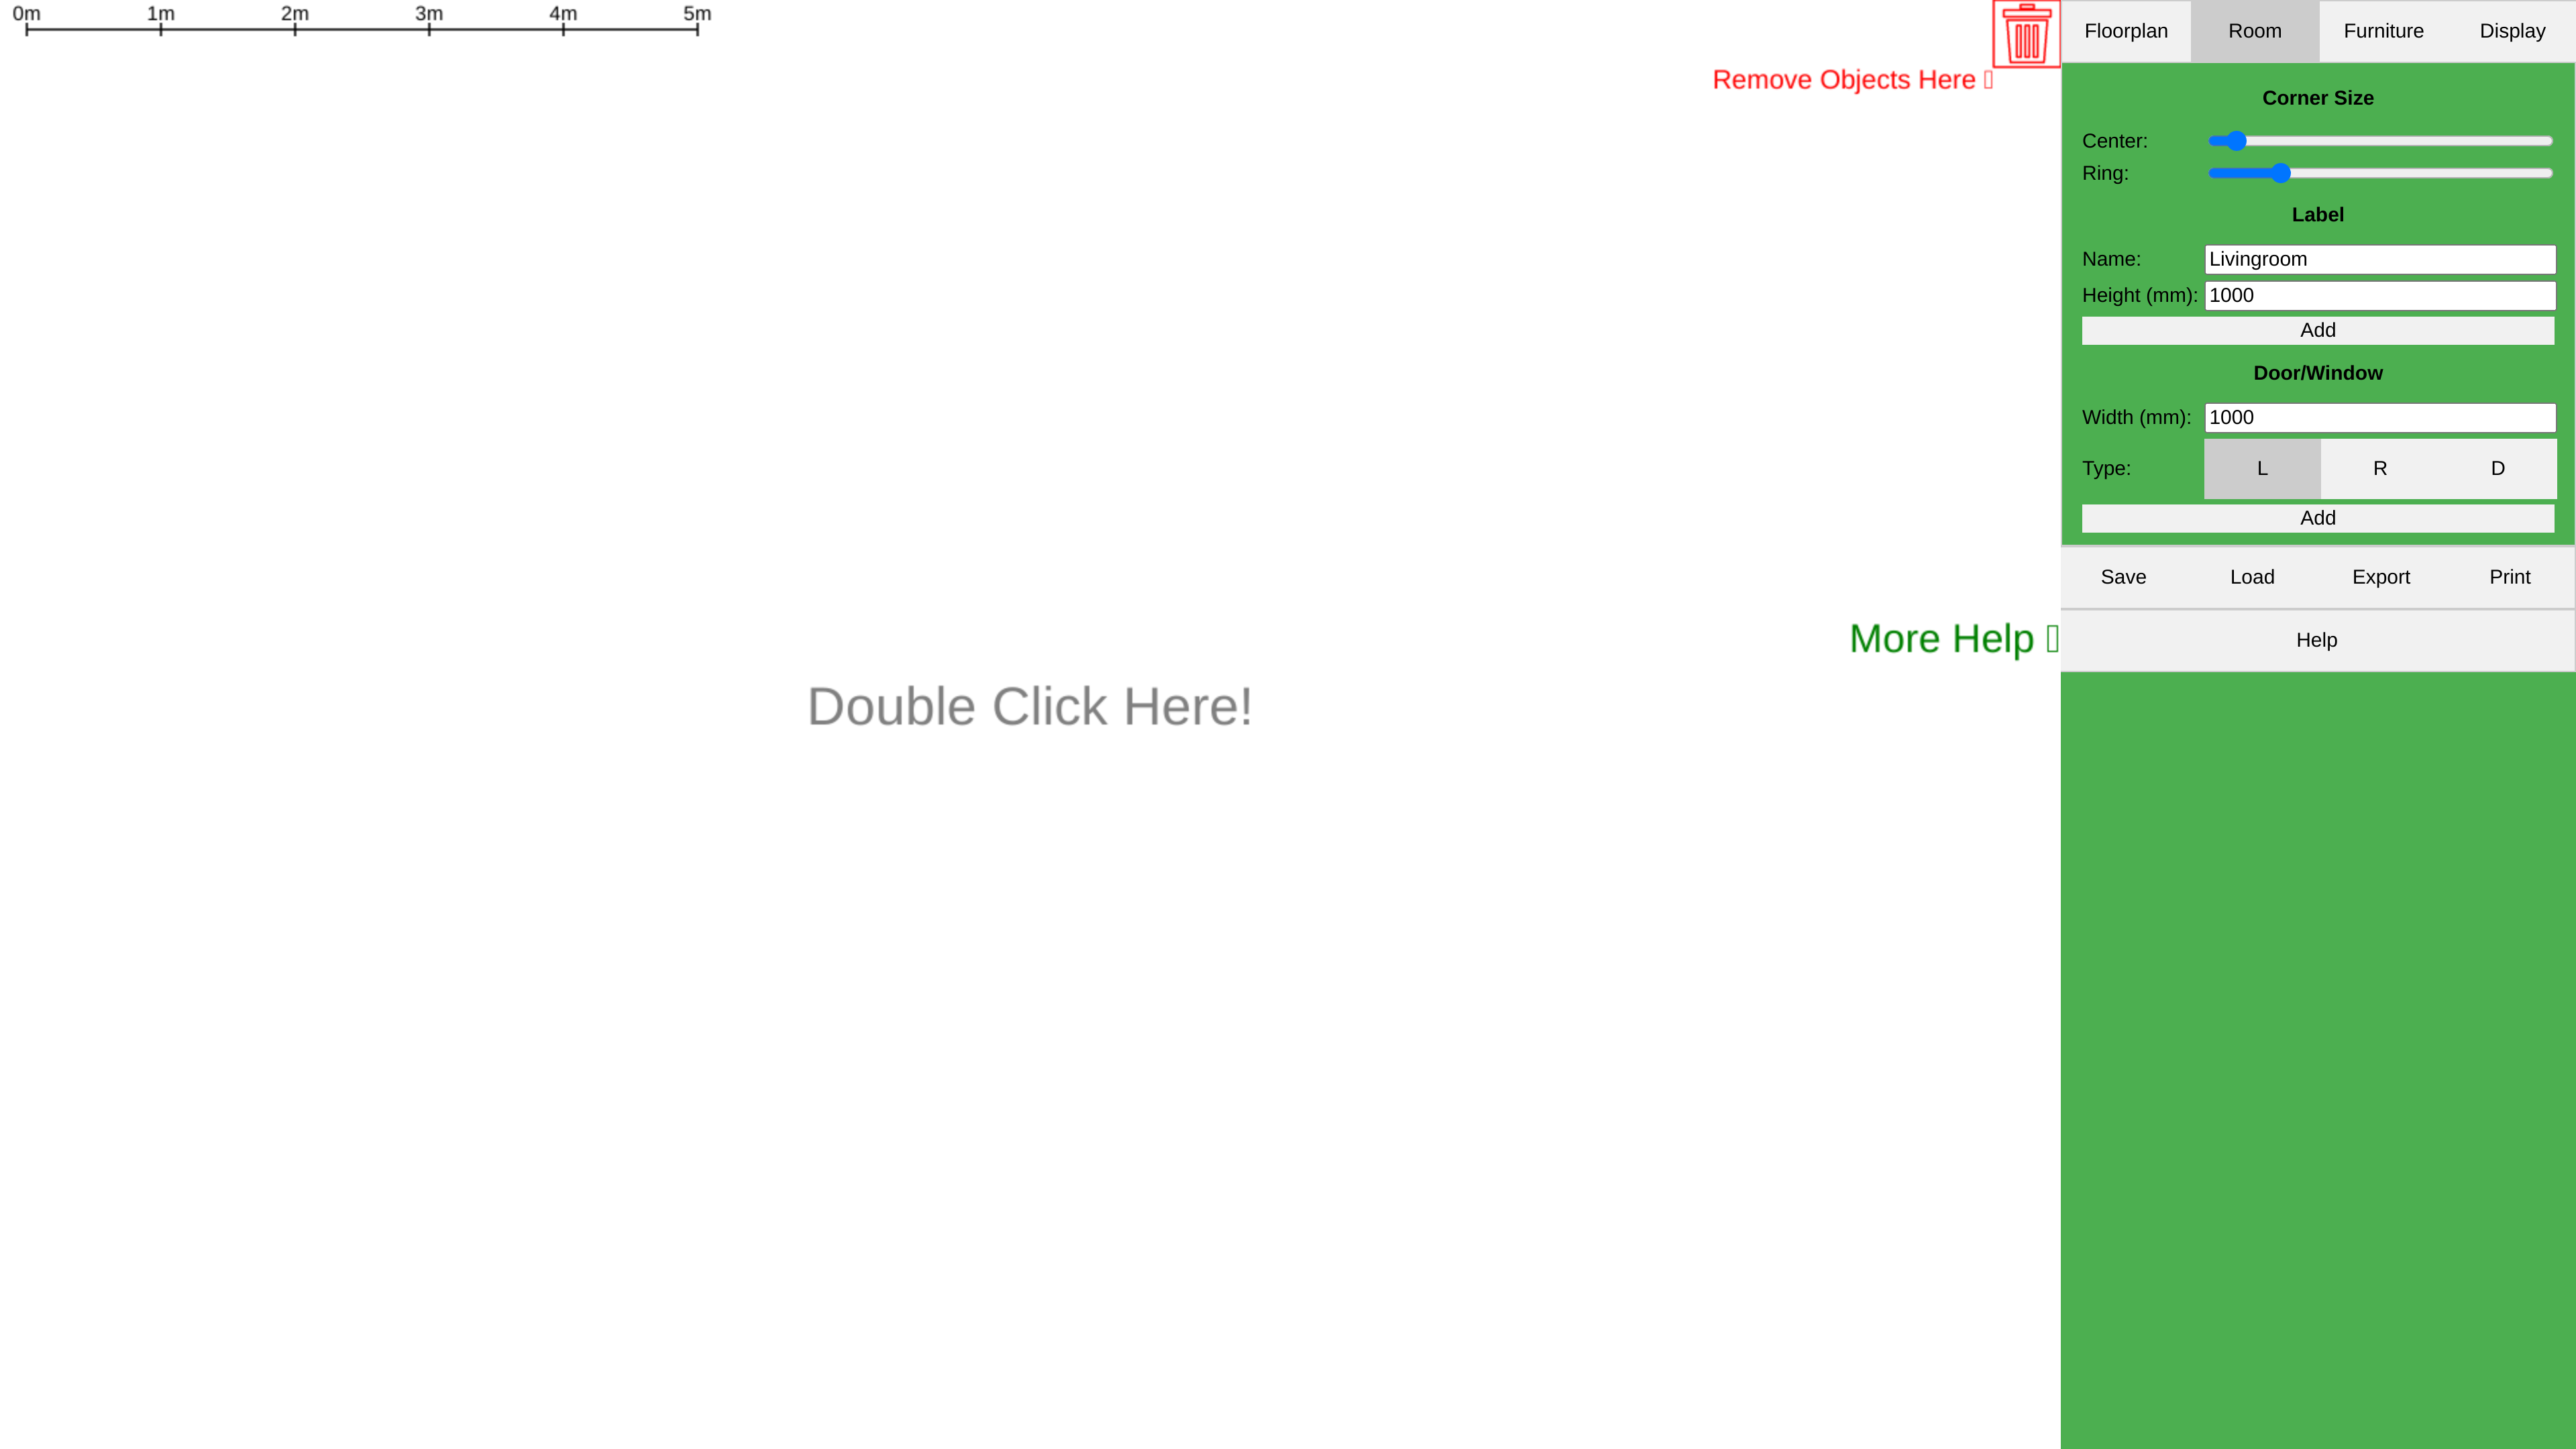 0m 1m 2m 3m 4m 5m
Remove Objects Here
Floorplan Room Furniture Display
Corner Size
Center:
Ring:
Label
Name: Livingroom
Height (mm): 1000
Add
Door/Window
Width (mm): 1000
Type: L R D
Add
Save Load Export Print
More Help
Help
Double Click Here!